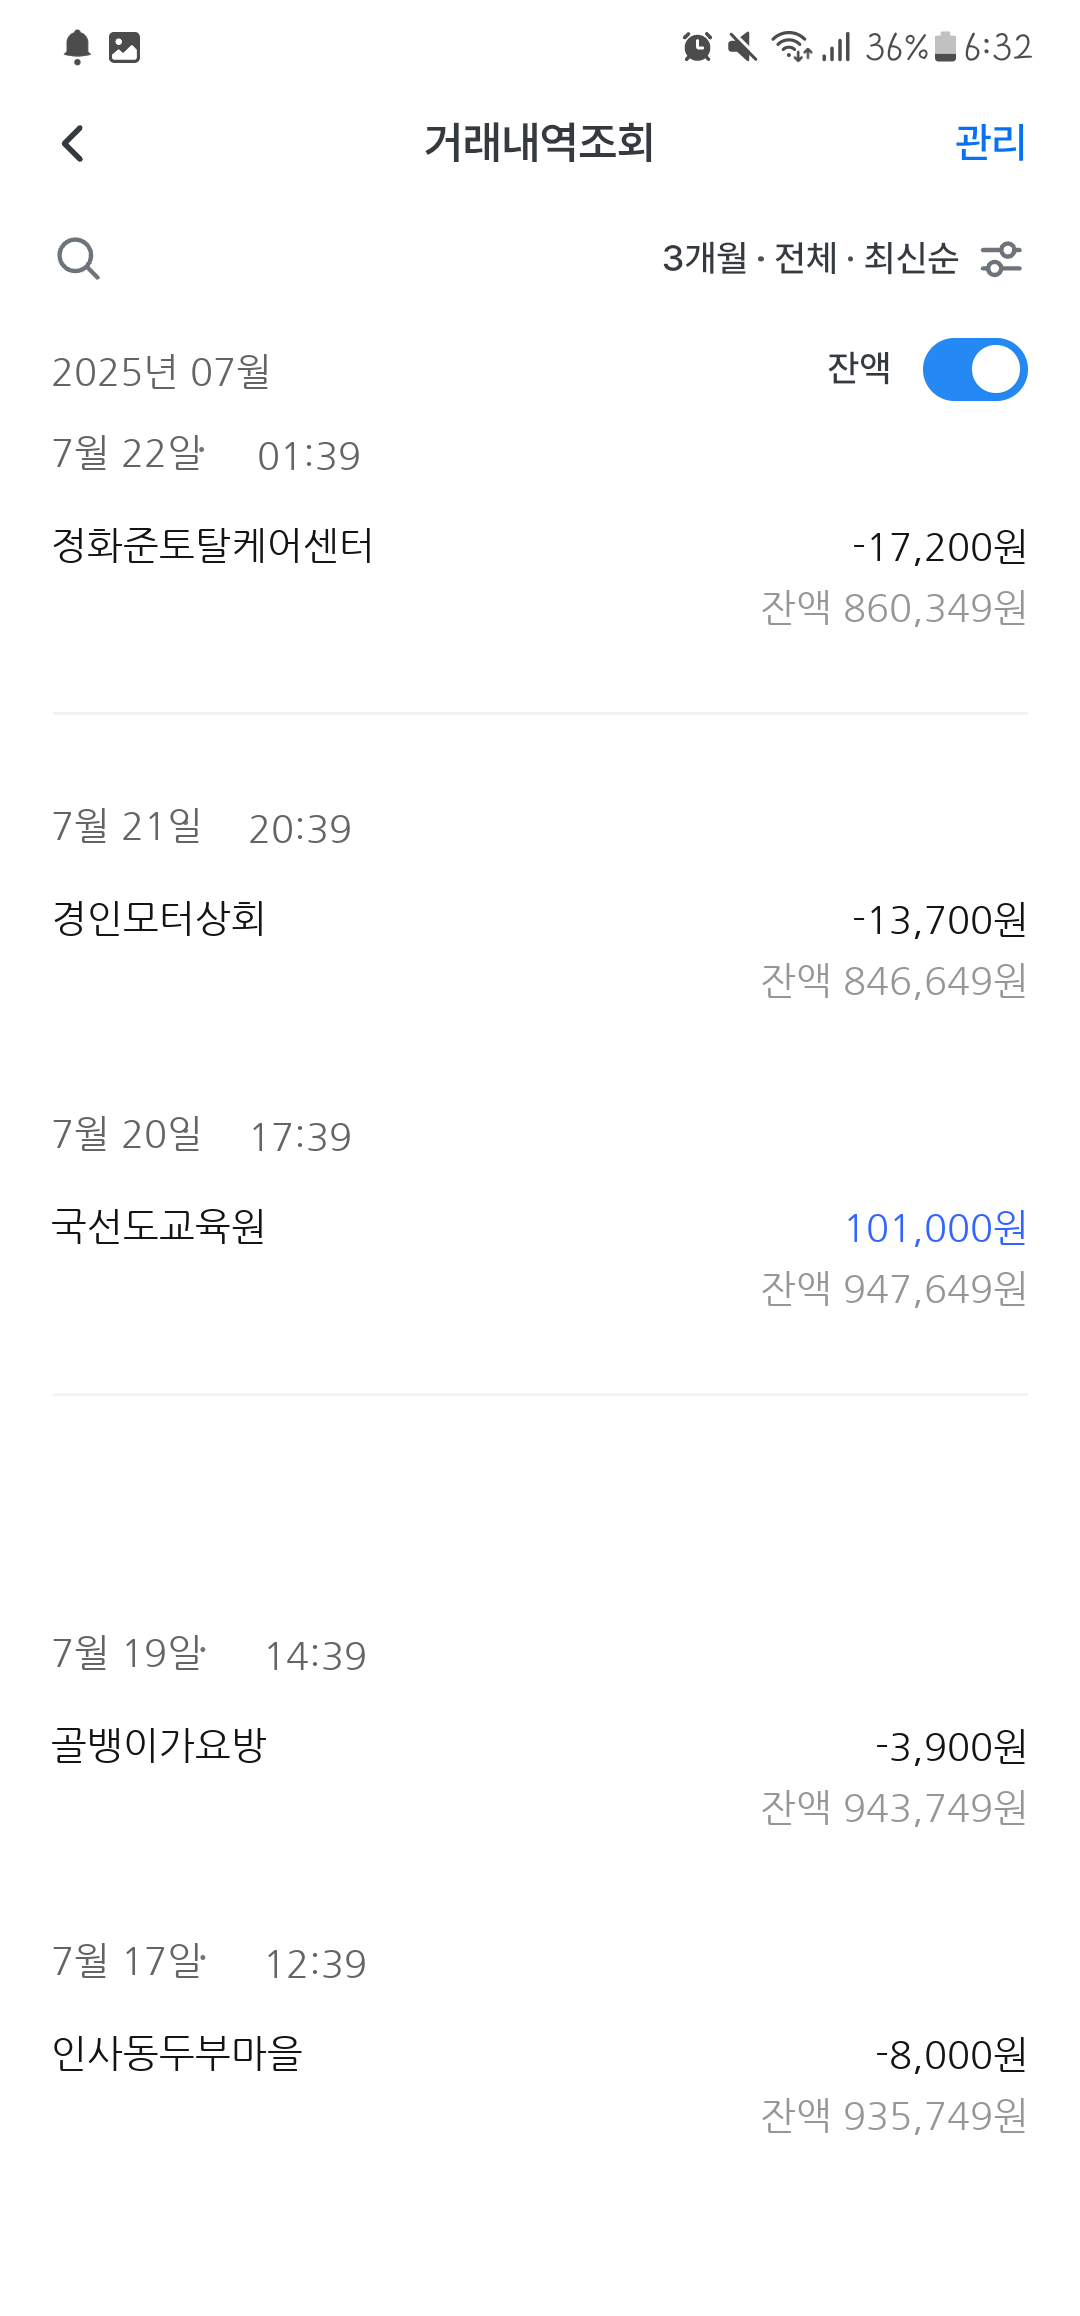 36% 6:32
거래내역조회 관리
3개월 · 전체 · 최신순
2025년 07월 잔액
7월 22일· 01:39
정화준토탈케어센터 -17,200원
잔액 860,349원
7월 21일 20:39
경인모터상회 -13,700원
잔액 846,649원
7월 20일 17:39
국선도교육원 101,000원
잔액 947,649원
7월 19일· 14:39
골뱅이가요방 -3,900원
잔액 943,749원
7월 17일· 12:39
인사동두부마을 -8,000원
잔액 935,749원